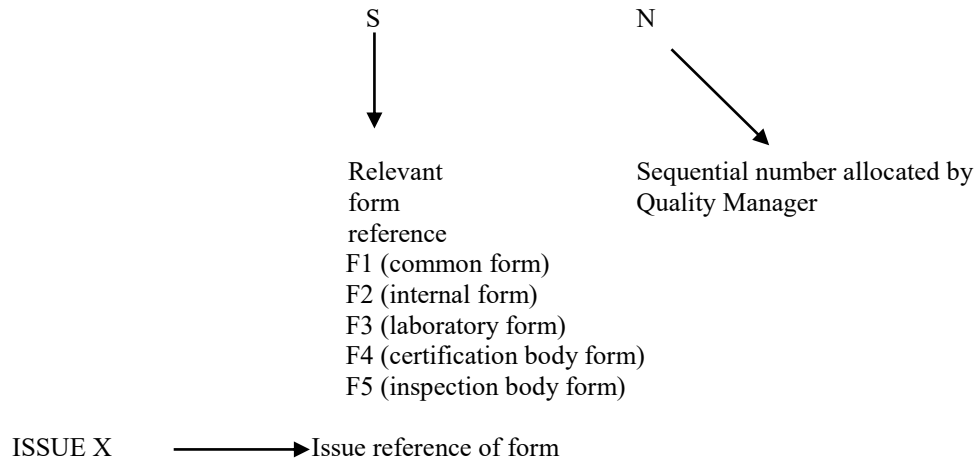 S N
Relevant Sequential number allocated by
form Quality Manager
reference
F1 (common form)
F2 (internal form)
F3 (laboratory form)
F4 (certification body form)
F5 (inspection body form)
ISSUE X Issue reference of form